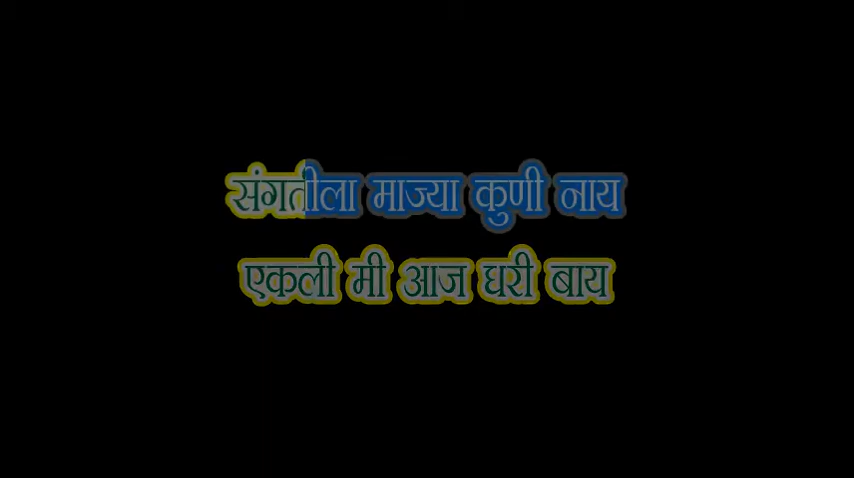 संगतीला माज्या कुणी नाय
एकली मी आज घरी बाय